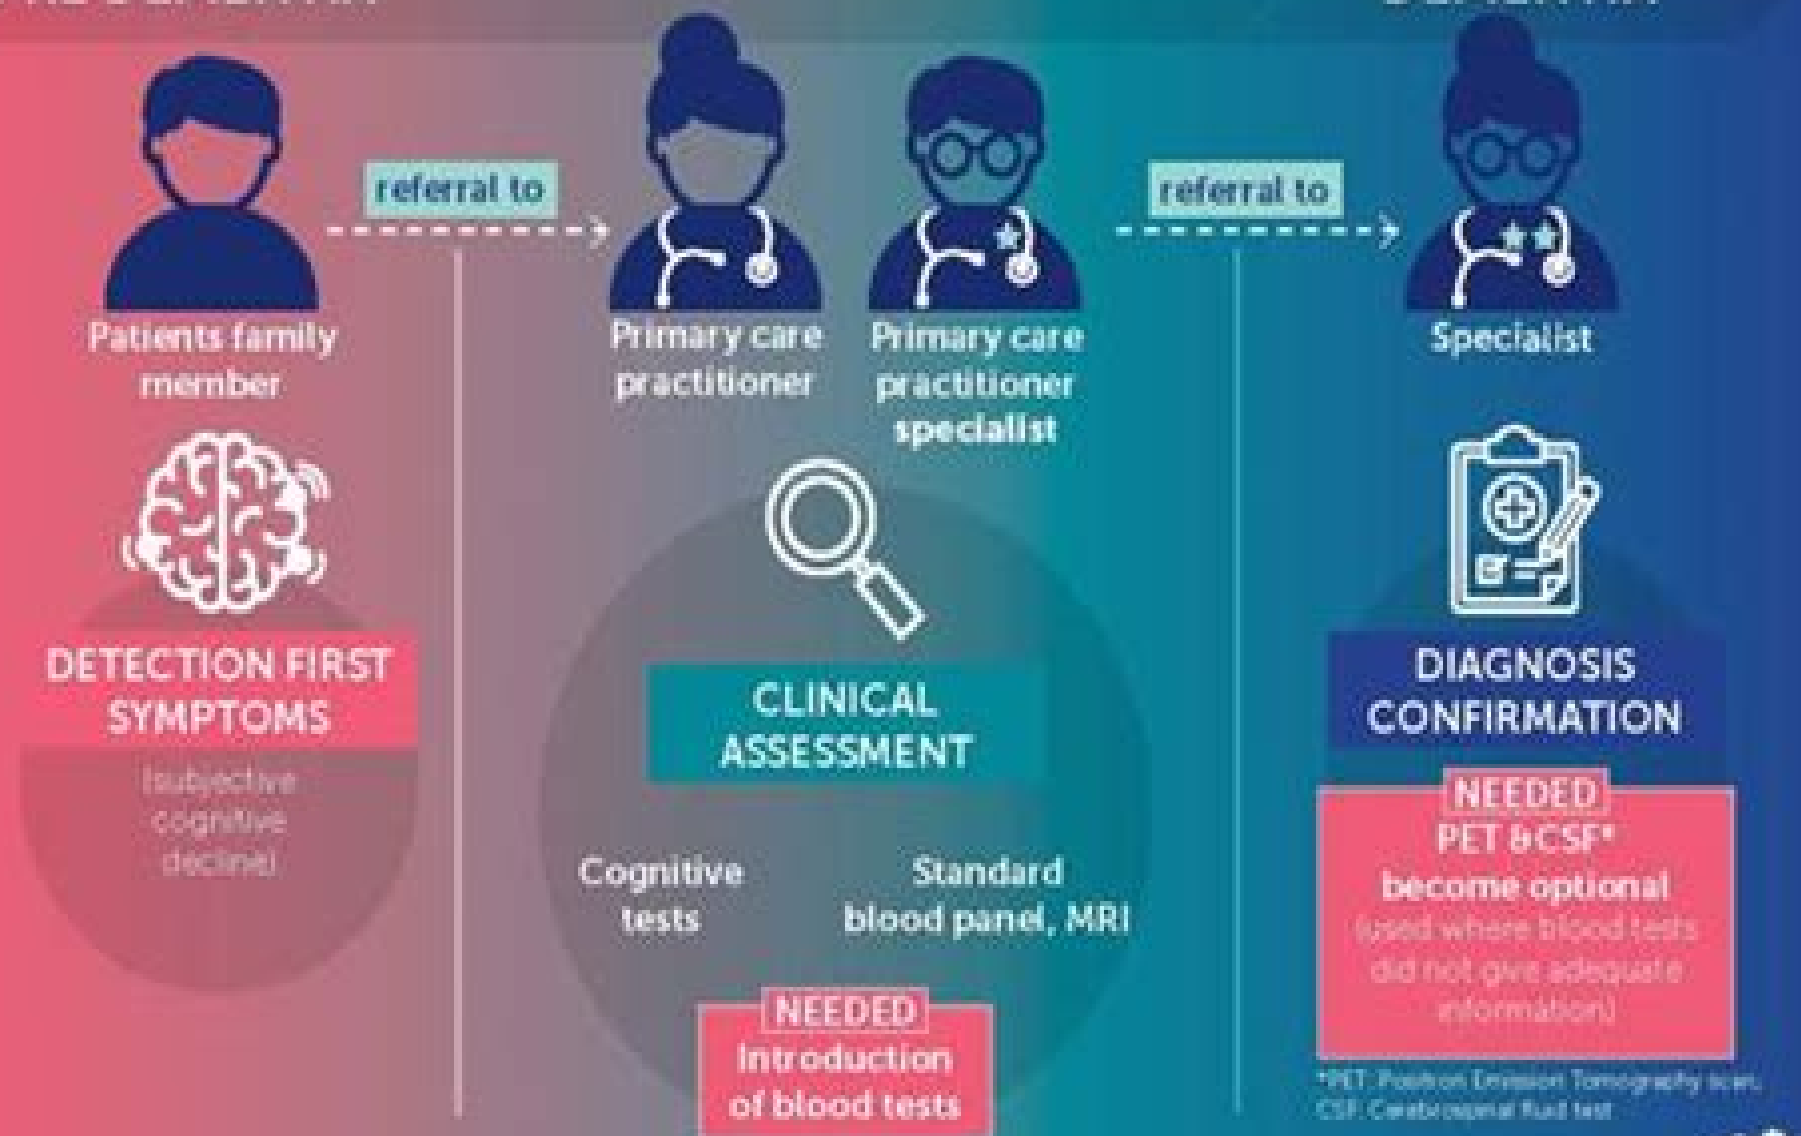 referral to
referral to
Patients family
member
Primary care
practitioner
Primary care
practitioner
specialist
Specialist
DETECTION FIRST
SYMPTOMS
(subjective
cognitive
decline)
CLINICAL
ASSESSMENT
Cognitive
tests
Standard
blood panel, MRI
NEEDED
Introduction
of blood tests
DIAGNOSIS
CONFIRMATION
NEEDED
PET & CSF*
become optional
(used where blood tests
did not give adequate
information)
*PET: Positron Emission Tomography scan,
CSF: Cerebrospinal fluid test